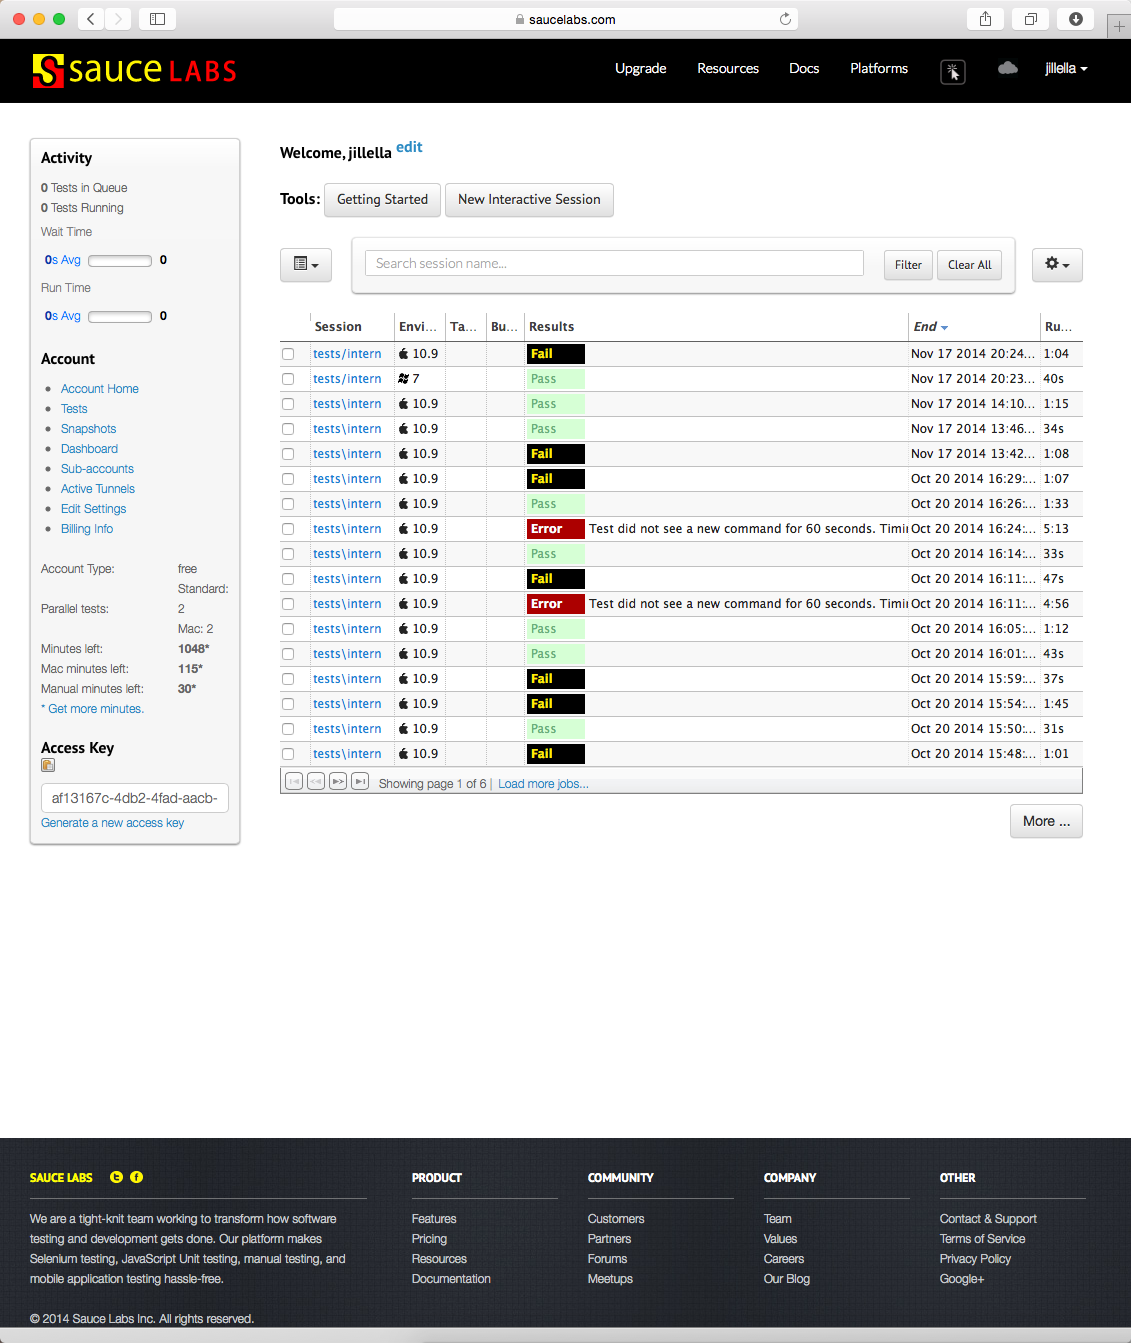 saucelabs.com
sauce LABS
Upgrade Resources Docs Platforms jillella
Activity
0 Tests in Queue
0 Tests Running
Wait Time
0s Avg 0
Run Time
0s Avg 0
Account
Account Home
Tests
Snapshots
Dashboard
Sub-accounts
Active Tunnels
Edit Settings
Billing Info
Account Type: free
Standard:
Parallel tests: 2
Mac: 2
Minutes left: 1048*
Mac minutes left: 115*
Manual minutes left: 30*
* Get more minutes.
Access Key
af13167c-4db2-4fad-aacb-
Generate a new access key
Welcome, jillella edit
Tools: Getting Started New Interactive Session
Search session name... Filter Clear All
Session Envi... Ta... Bu... Results End Ru...
tests/intern 10.9 Fail Nov 17 2014 20:24... 1:04
tests/intern 7 Pass Nov 17 2014 20:23... 40s
tests\intern 10.9 Pass Nov 17 2014 14:10... 1:15
tests\intern 10.9 Pass Nov 17 2014 13:46... 34s
tests\intern 10.9 Fail Nov 17 2014 13:42... 1:08
tests\intern 10.9 Fail Oct 20 2014 16:29:... 1:07
tests\intern 10.9 Pass Oct 20 2014 16:26:... 1:33
tests\intern 10.9 Error Test did not see a new command for 60 seconds. Timin Oct 20 2014 16:24:... 5:13
tests\intern 10.9 Pass Oct 20 2014 16:14:... 33s
tests\intern 10.9 Fail Oct 20 2014 16:11:... 47s
tests\intern 10.9 Error Test did not see a new command for 60 seconds. Timin Oct 20 2014 16:11:... 4:56
tests\intern 10.9 Pass Oct 20 2014 16:05:... 1:12
tests\intern 10.9 Pass Oct 20 2014 16:01:... 43s
tests\intern 10.9 Fail Oct 20 2014 15:59:... 37s
tests\intern 10.9 Fail Oct 20 2014 15:54:... 1:45
tests\intern 10.9 Pass Oct 20 2014 15:50:... 31s
tests\intern 10.9 Fail Oct 20 2014 15:48:... 1:01
Showing page 1 of 6 | Load more jobs...
More ...
SAUCE LABS
We are a tight-knit team working to transform how software
testing and development gets done. Our platform makes
Selenium testing, JavaScript Unit testing, manual testing, and
mobile application testing hassle-free.
© 2014 Sauce Labs Inc. All rights reserved.
PRODUCT
Features
Pricing
Resources
Documentation
COMMUNITY
Customers
Partners
Forums
Meetups
COMPANY
Team
Values
Careers
Our Blog
OTHER
Contact & Support
Terms of Service
Privacy Policy
Google+